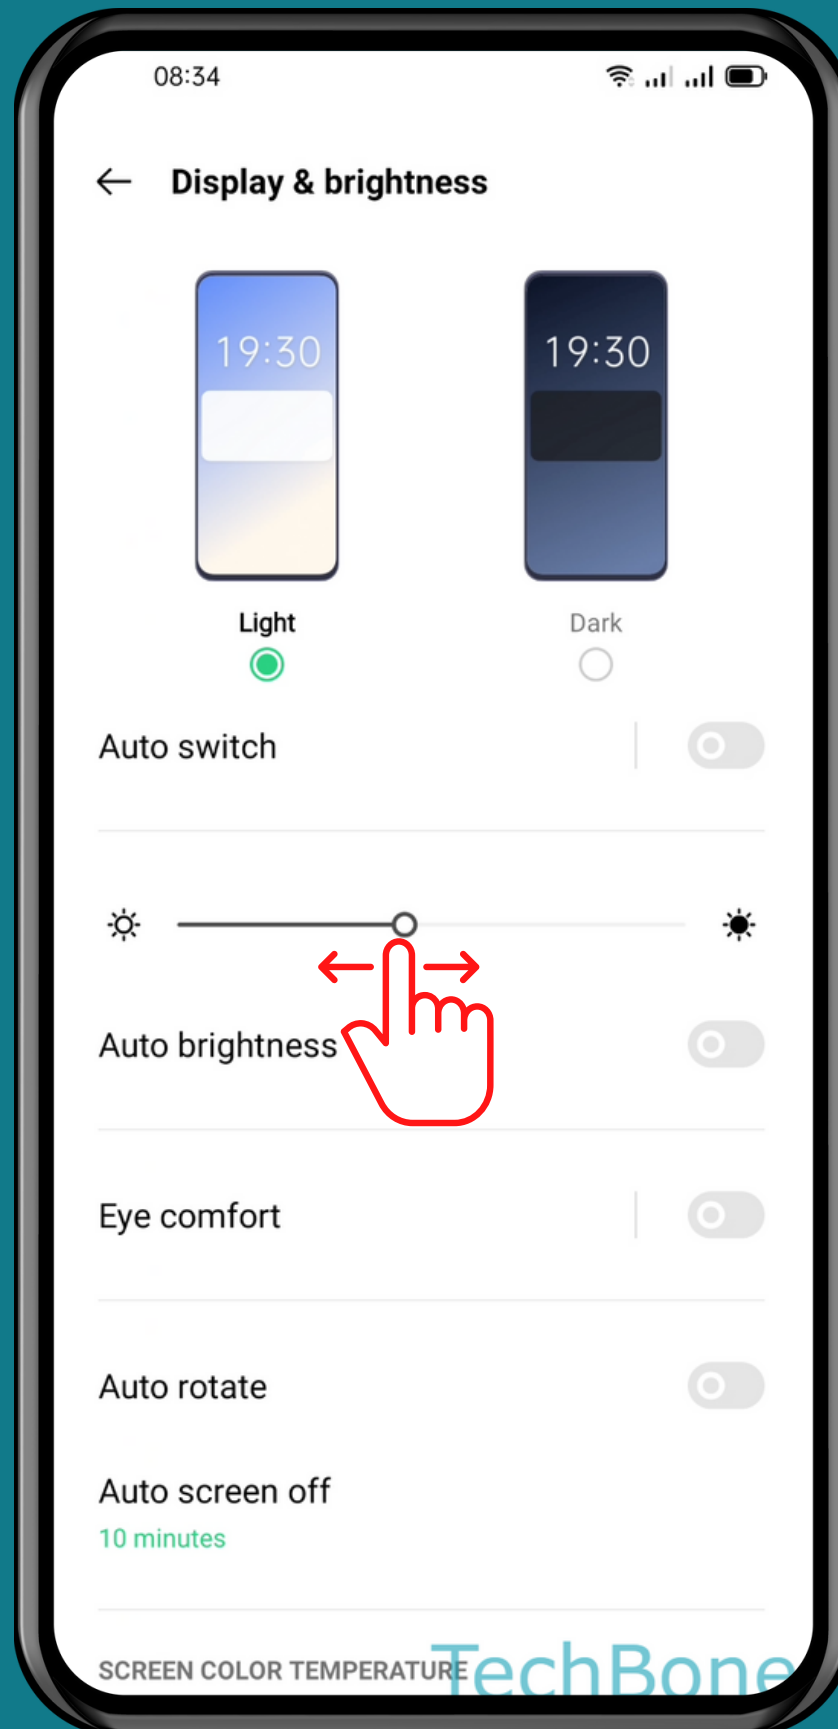 08:34
Display & brightness
19:30
19:30
Light
Dark
Auto switch
Auto brightness
Eye comfort
Auto rotate
Auto screen off
10 minutes
SCREEN COLOR TEMPERATURE
TechBone